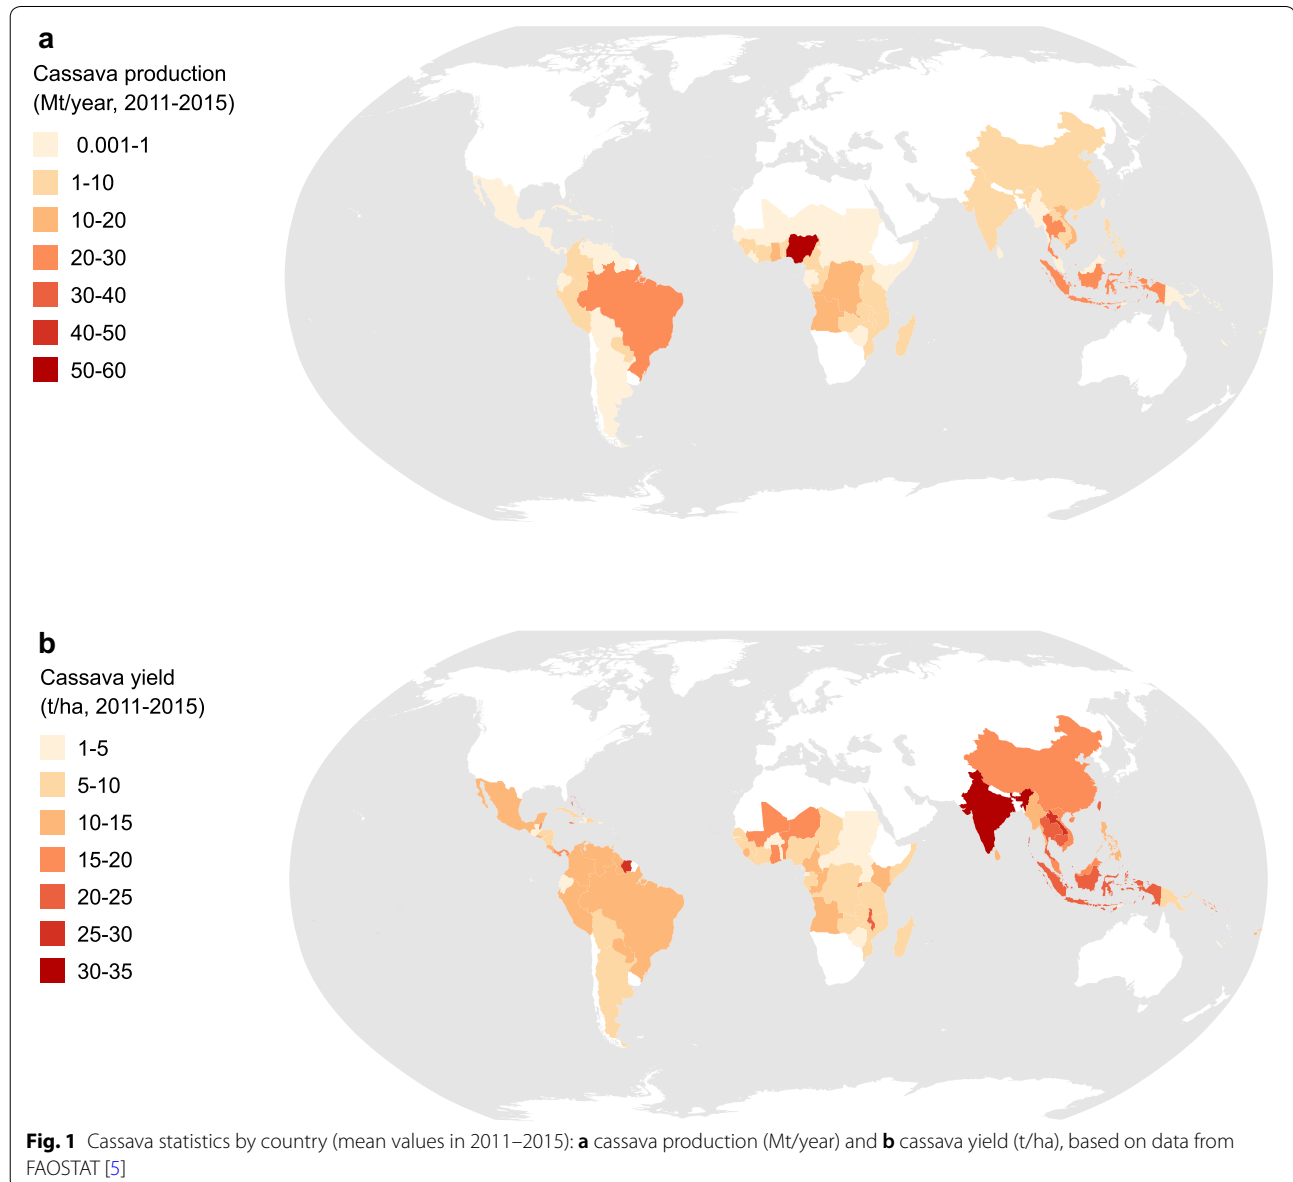 a
Cassava production
(Mt/year, 2011-2015)
0.001-1
1-10
10-20
20-30
30-40
40-50
50-60
b
Cassava yield
(t/ha, 2011-2015)
1-5
5-10
10-15
15-20
20-25
25-30
30-35
Fig. 1 Cassava statistics by country (mean values in 2011–2015): a cassava production (Mt/year) and b cassava yield (t/ha), based on data from
FAOSTAT [5]